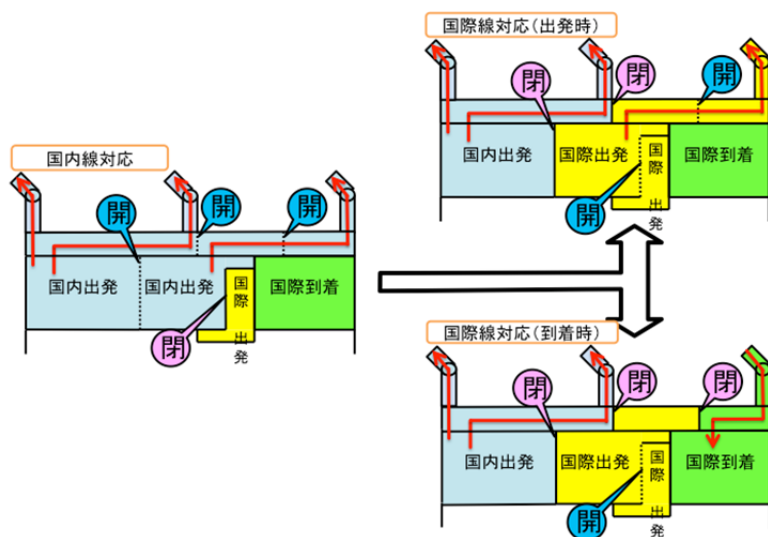 国内線対応
開
開
開
国内出発
国内出発
国際
出発
国際到着
閉
国際線対応(出発時)
閉
閉
開
国内出発
国際出発
国際
出発
国際到着
開
国際線対応(到着時)
閉
閉
閉
国内出発
国際出発
国際
出発
国際到着
開